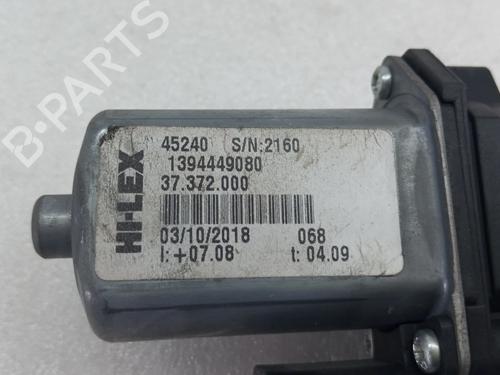 HI-LEX
45240 S/N:2160
1394449080
37.372.000
03/10/2018 068
I:+07.08 t: 04.09
B-PARTS